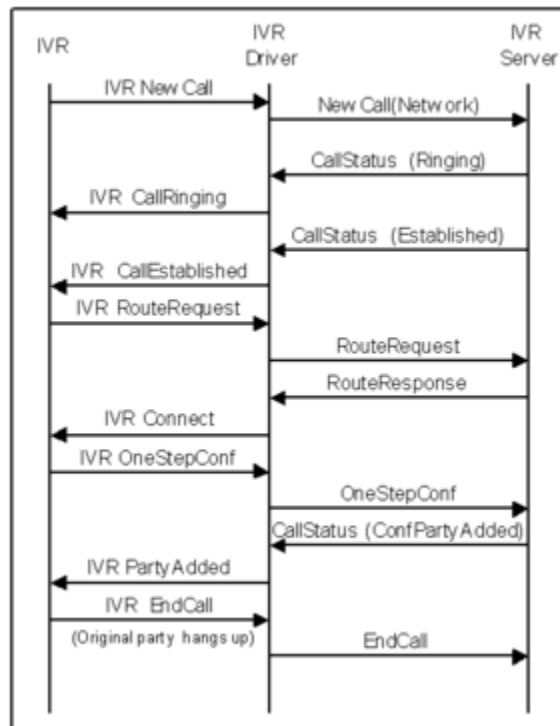 IVR
IVR
Driver
IVR
Server
IVR New Call
New Call(Network)
CallStatus (Ringing)
IVR CallRinging
CallStatus (Established)
IVR CallEstablished
IVR RouteRequest
RouteRequest
RouteResponse
IVR Connect
IVR OneStepConf
OneStepConf
CallStatus (ConfPartyAdded)
IVR PartyAdded
IVR EndCall
(Original party hangs up)
EndCall